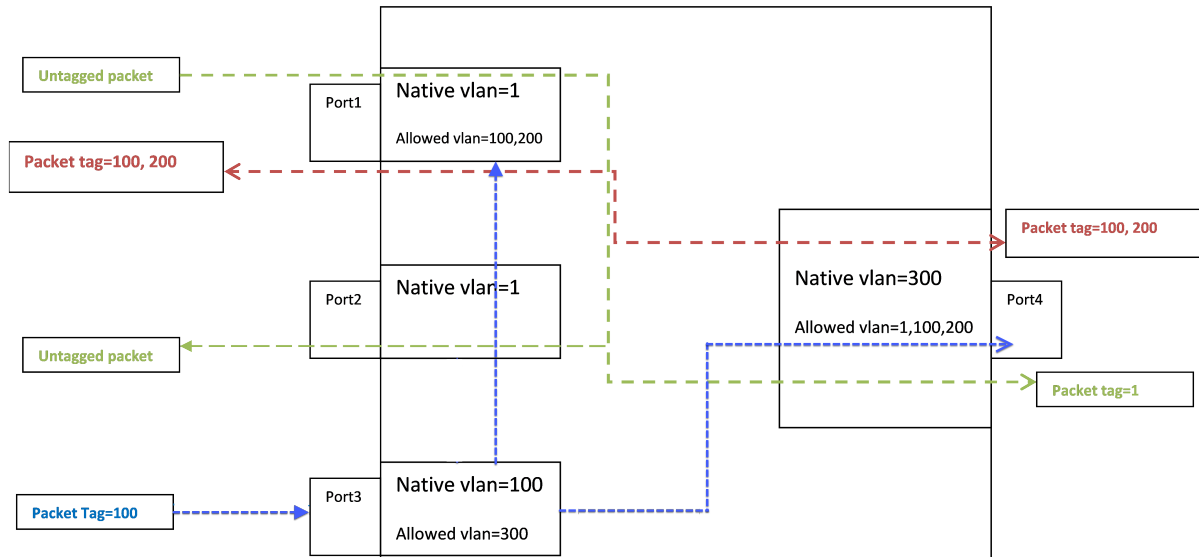 Untagged packet
Port1
Native vlan=1
Allowed vlan=100,200
Packet tag=100, 200
Packet tag=100, 200
Port2
Native vlan=1
Native vlan=300
Port4
Allowed vlan=1,100,200
Untagged packet
Packet tag=1
Packet Tag=100
Port3
Native vlan=100
Allowed vlan=300